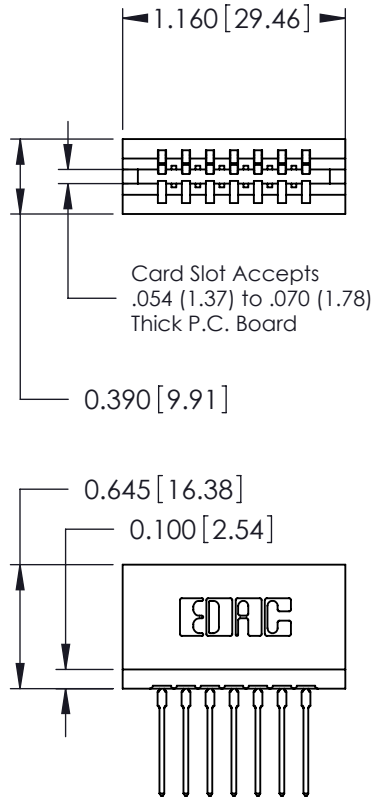 1.160 [29.46]
Card Slot Accepts
.054 (1.37) to .070 (1.78)
Thick P.C. Board
0.390 [9.91]
0.645 [16.38]
0.100 [2.54]
EDAC